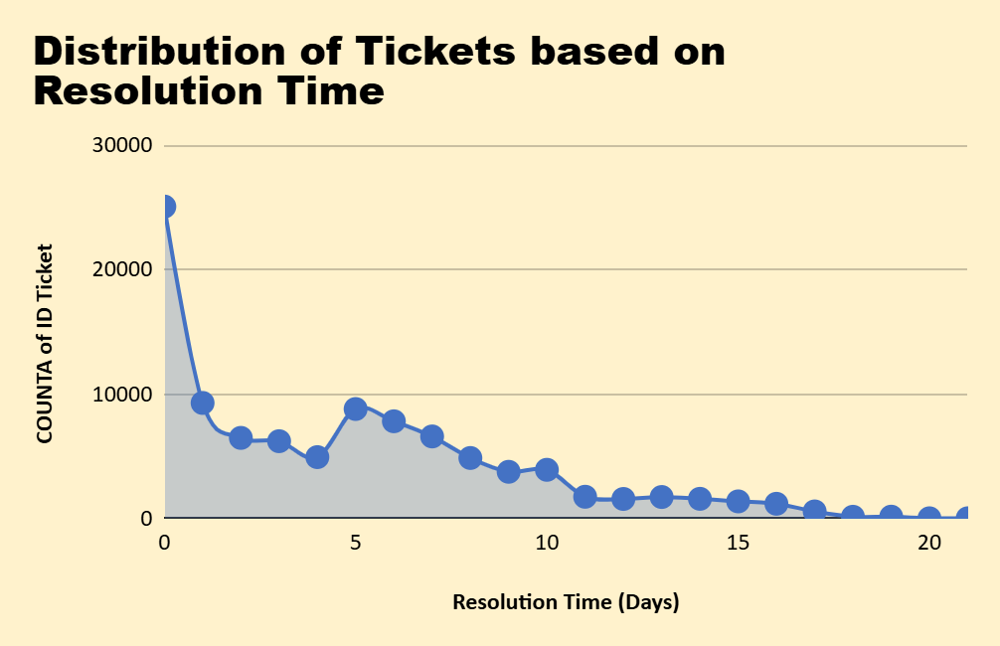 Distribution of Tickets based on
Resolution Time
30000
20000
10000
0
COUNTA of ID Ticket
0 5 10 15 20
Resolution Time (Days)